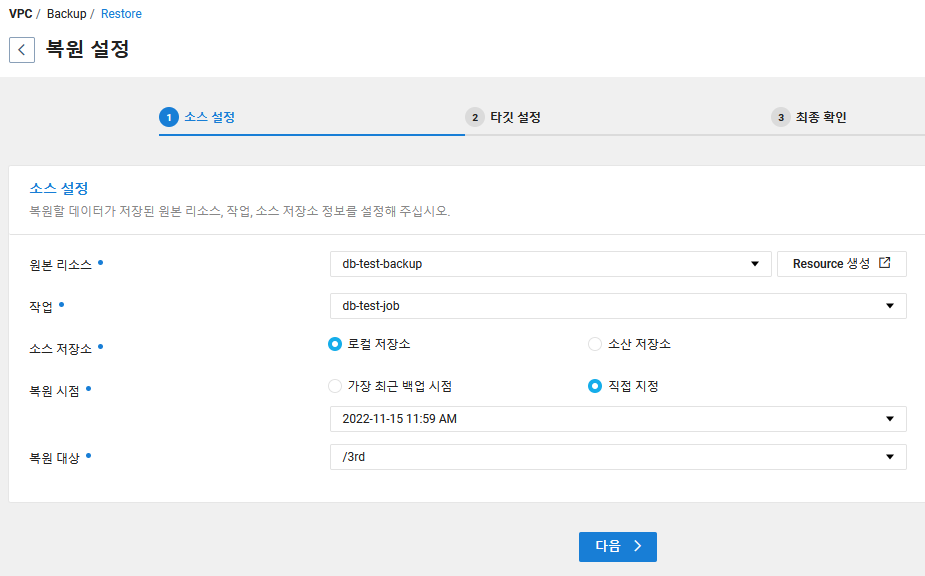 VPC / Backup / Restore
복원 설정
1 소스 설정 2 타깃 설정 3 최종 확인
소스 설정
복원할 데이터가 저장된 원본 리소스, 작업, 소스 저장소 정보를 설정해 주십시오.
원본 리소스 db-test-backup Resource 생성
작업 db-test-job
소스 저장소 로컬 저장소 소산 저장소
복원 시점 가장 최근 백업 시점 직접 지정
2022-11-15 11:59 AM
복원 대상 /3rd
다음